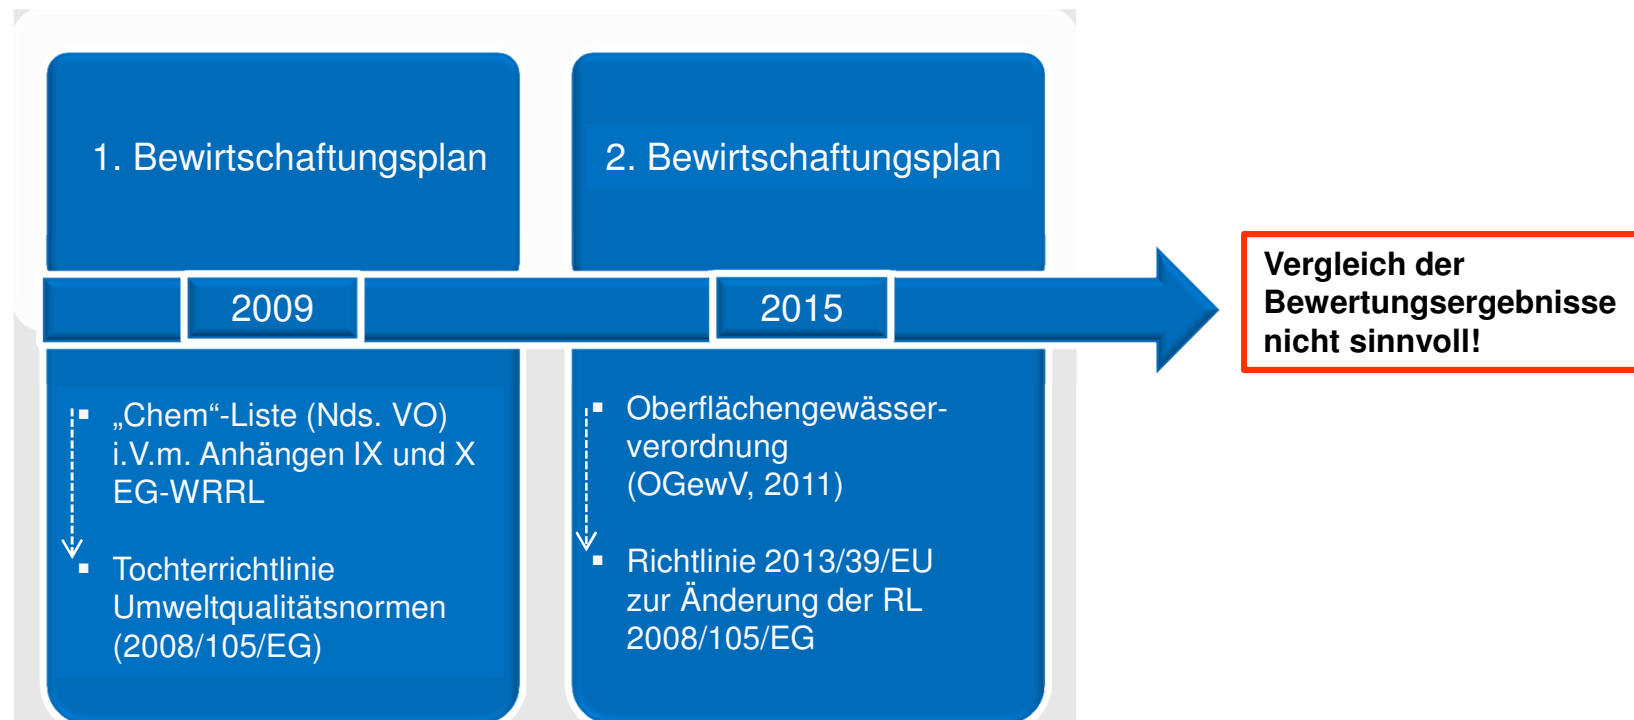 1. Bewirtschaftungsplan
2. Bewirtschaftungsplan
2009
2015
Vergleich der
Bewertungsergebnisse
nicht sinnvoll!
▪ „Chem“-Liste (Nds. VO)
i.V.m. Anhängen IX und X
EG-WRRL
▪ Tochterrichtlinie
Umweltqualitätsnormen
(2008/105/EG)
▪ Oberflächengewässer-
verordnung
(OGewV, 2011)
▪ Richtlinie 2013/39/EU
zur Änderung der RL
2008/105/EG